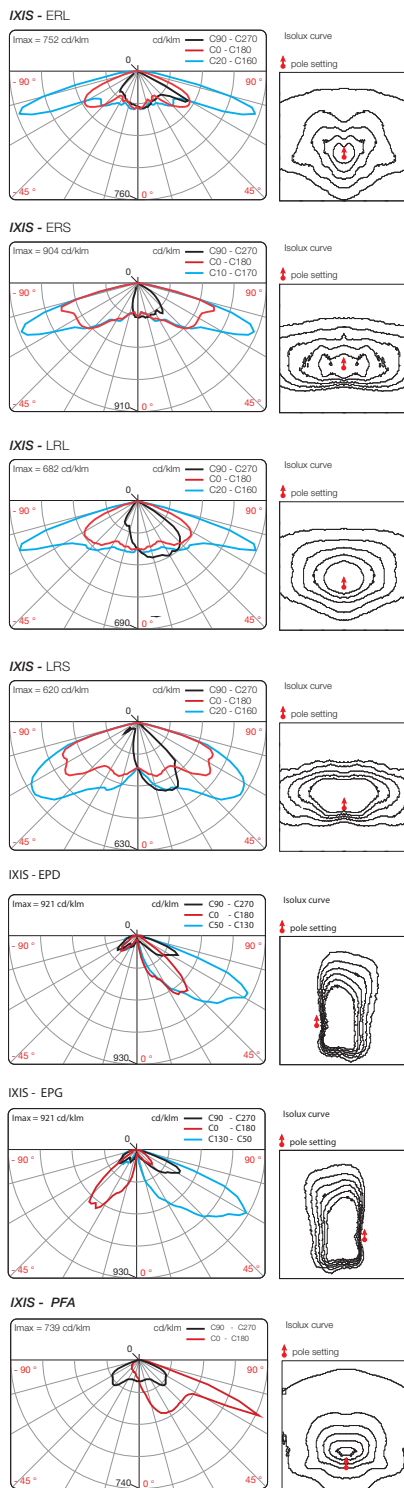 IXIS - ERL
Imax = 752 cd/klm cd/klm C90 - C270
C0 - C180
C20 - C160
0
- 90 ° 90 °
- 45 ° 45 °
760 0 °
Isolux curve
pole setting
IXIS - ERS
Imax = 904 cd/klm cd/klm C90 - C270
C0 - C180
C10 - C170
0
- 90 ° 90 °
- 45 ° 45 °
910 0 °
Isolux curve
pole setting
IXIS - LRL
Imax = 682 cd/klm cd/klm C90 - C270
C0 - C180
C20 - C160
0
- 90 ° 90 °
- 45 ° 45 °
690 0 °
Isolux curve
pole setting
IXIS - LRS
Imax = 620 cd/klm cd/klm C90 - C270
C0 - C180
C20 - C160
0
- 90 ° 90 °
- 45 ° 45 °
630 0 °
Isolux curve
pole setting
IXIS - EPD
Imax = 921 cd/klm cd/klm C90 - C270
C0 - C180
C50 - C130
0
- 90 ° 90 °
- 45 ° 45 °
930 0 °
Isolux curve
pole setting
IXIS - EPG
Imax = 921 cd/klm cd/klm C90 - C270
C0 - C180
C130 - C50
0
- 90 ° 90 °
- 45 ° 45 °
930 0 °
Isolux curve
pole setting
IXIS - PFA
Imax = 739 cd/klm cd/klm C90 - C270
C0 - C180
0
- 90 ° 90 °
- 45 ° 45 °
740 0 °
Isolux curve
pole setting